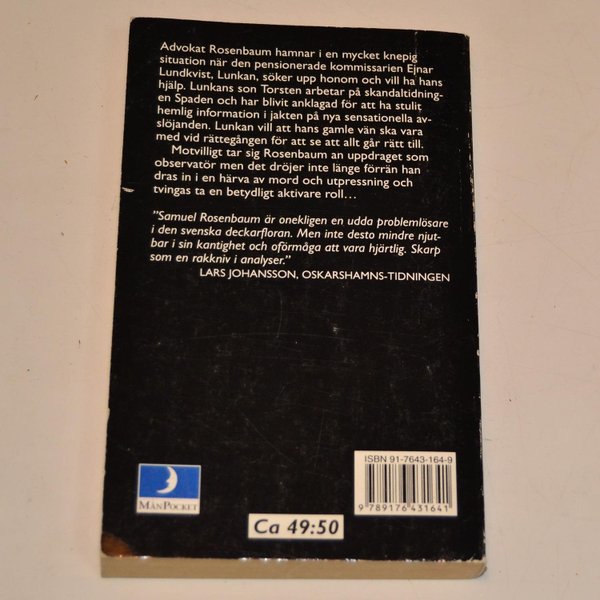 Advokat Rosenbaum hamnar i en mycket knepig
situation när den pensionerade kommissarien Ejnar
Lundkvist, Lunkan, söker upp honom och vill ha hans
hjälp. Lunkans son Torsten arbetar på skandaltidning-
en Spaden och har blivit anklagad för att ha stulit
hemlig information i jakten på nya sensationella av-
slöjanden. Lunkan vill att hans gamle vän ska vara
med vid rättegången för att se att allt går rätt till.
Motvilligt tar sig Rosenbaum an uppdraget som
observatör men det dröjer inte länge förrän han
dras in i en härva av mord och utpressning och
tvingas ta en betydligt aktivare roll…
”Samuel Rosenbaum är onekligen en udda problemlösare
i den svenska deckarfloran. Men inte desto mindre njut-
bar i sin kantighet och oförmåga att vara hjärtlig. Skarp
som en rakkniv i analyser.”
LARS JOHANSSON, OSKARSHAMNS-TIDNINGEN
ISBN 91-7643-164-9
9 789176 431641
MÅNPOCKET
Ca 49:50